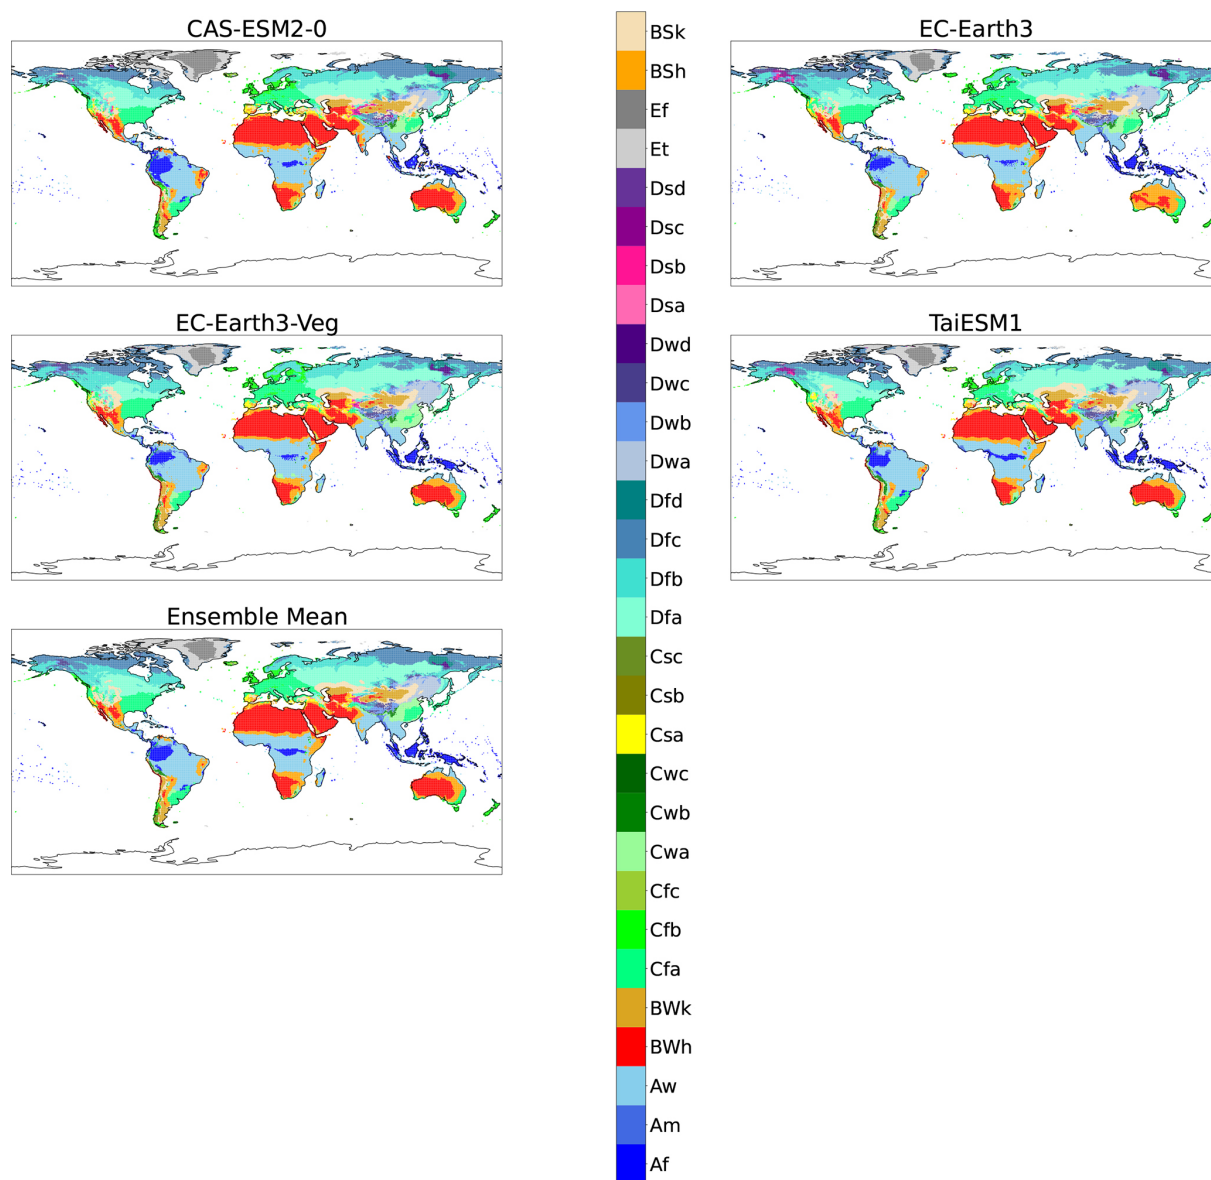 CAS-ESM2-0
EC-Earth3
EC-Earth3-Veg
TaiESM1
Ensemble Mean
BSk
BSh
Ef
Et
Dsd
Dsc
Dsb
Dsa
Dwd
Dwc
Dwb
Dwa
Dfd
Dfc
Dfb
Dfa
Csc
Csb
Csa
Cwc
Cwb
Cwa
Cfc
Cfb
Cfa
BWk
BWh
Aw
Am
Af